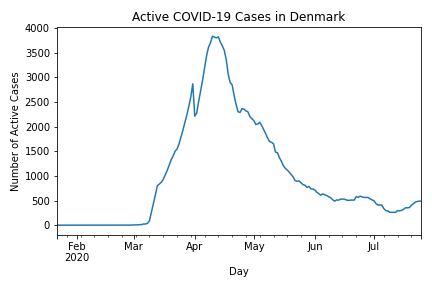 Active COVID-19 Cases in Denmark
Number of Active Cases
4000
3500
3000
2500
2000
1500
1000
500
0
Feb Mar Apr May Jun Jul
2020
Day